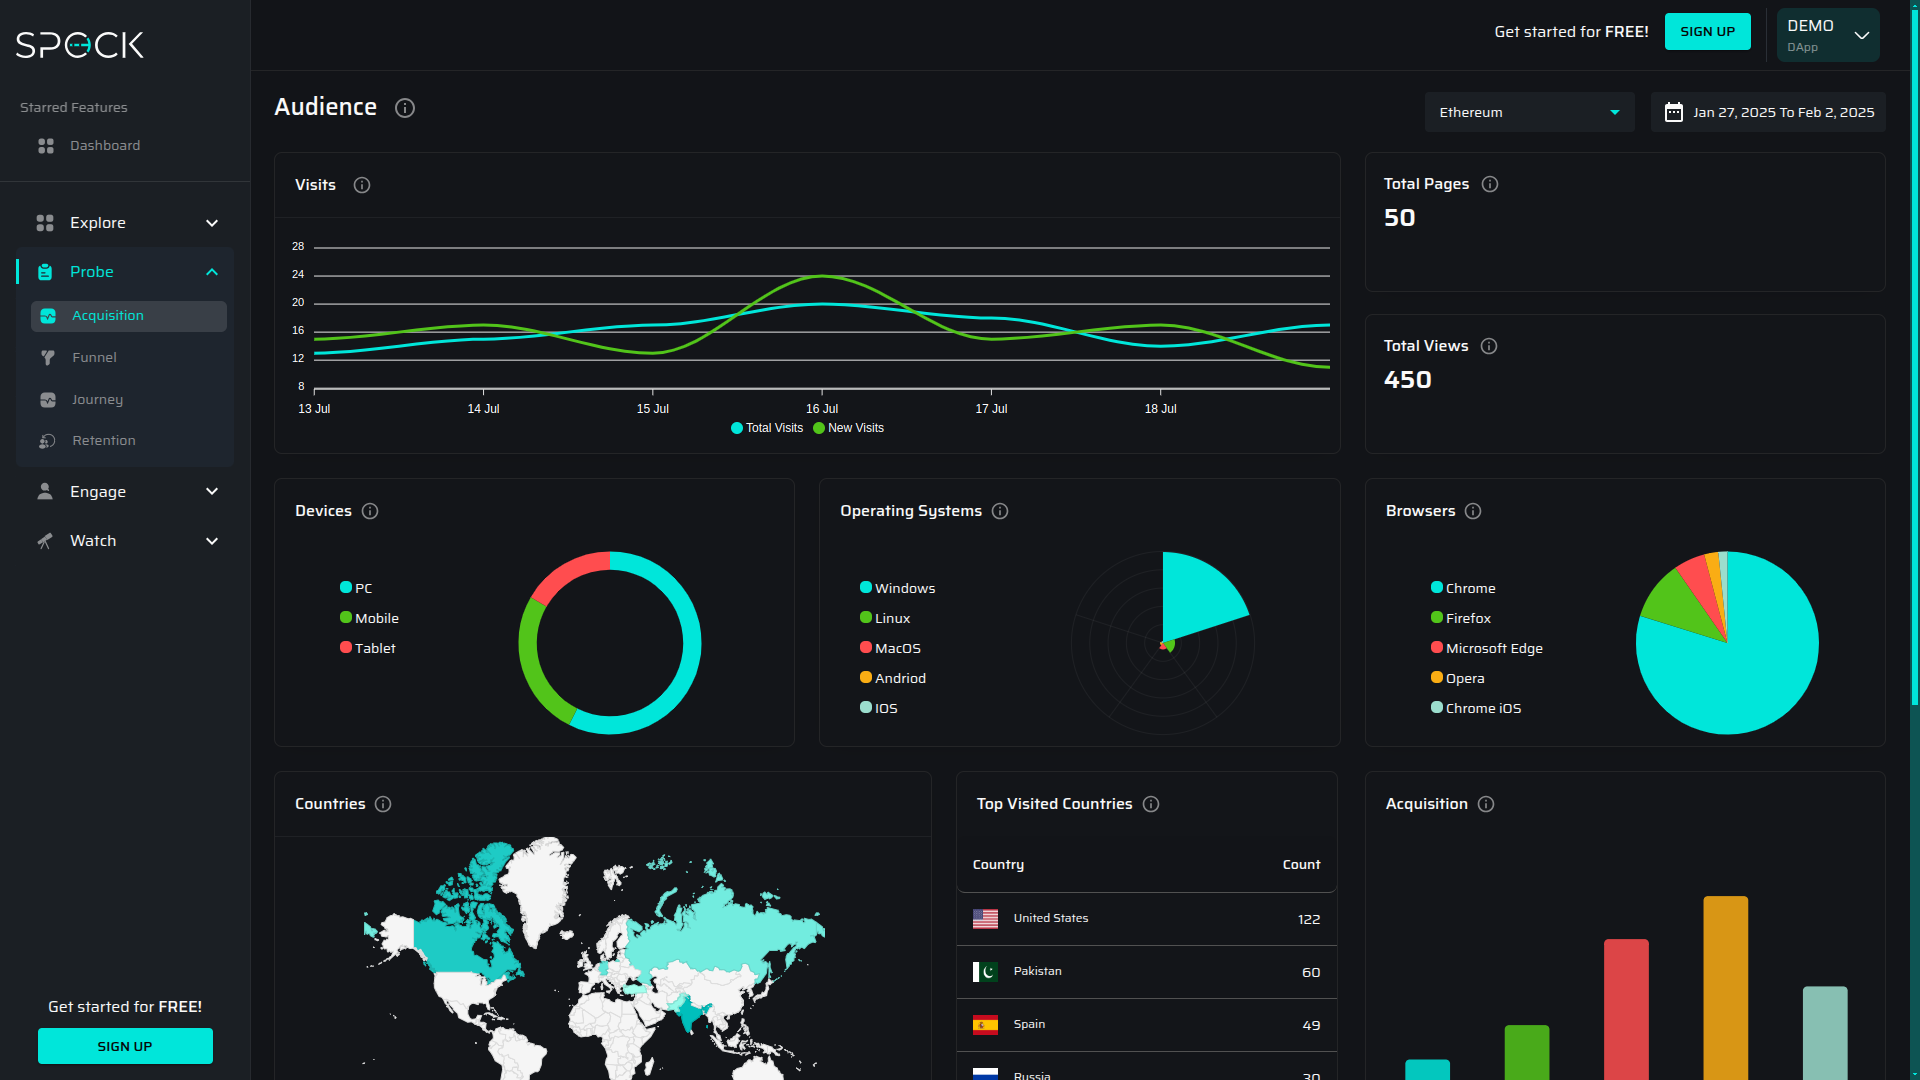 SPOCK
Starred Features
Dashboard
Explore
Probe
Acquisition
Funnel
Journey
Retention
Engage
Watch
Get started for FREE!
SIGN UP
Get started for FREE!
SIGN UP
DEMO
DApp
Audience
Ethereum
Jan 27, 2025 To Feb 2, 2025
Visits
28
24
20
16
12
8
13 Jul
14 Jul
15 Jul
16 Jul
17 Jul
18 Jul
Total Visits
New Visits
Total Pages
50
Total Views
450
Devices
PC
Mobile
Tablet
Operating Systems
Windows
Linux
MacOS
Andriod
IOS
Browsers
Chrome
Firefox
Microsoft Edge
Opera
Chrome iOS
Countries
Top Visited Countries
Country Count
United States 122
Pakistan 60
Spain 49
Russia 30
Acquisition